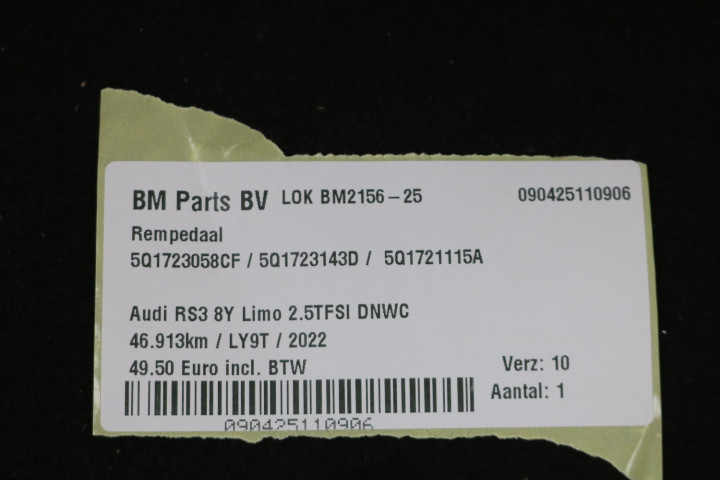 BM Parts BV LOK BM2156-25 090425110906
Rempedaal
5Q1723058CF / 5Q1723143D / 5Q1721115A
Audi RS3 8Y Limo 2.5TFSI DNWC
46.913km / LY9T / 2022
49.50 Euro incl. BTW Verz: 10
Aantal: 1
090425110906